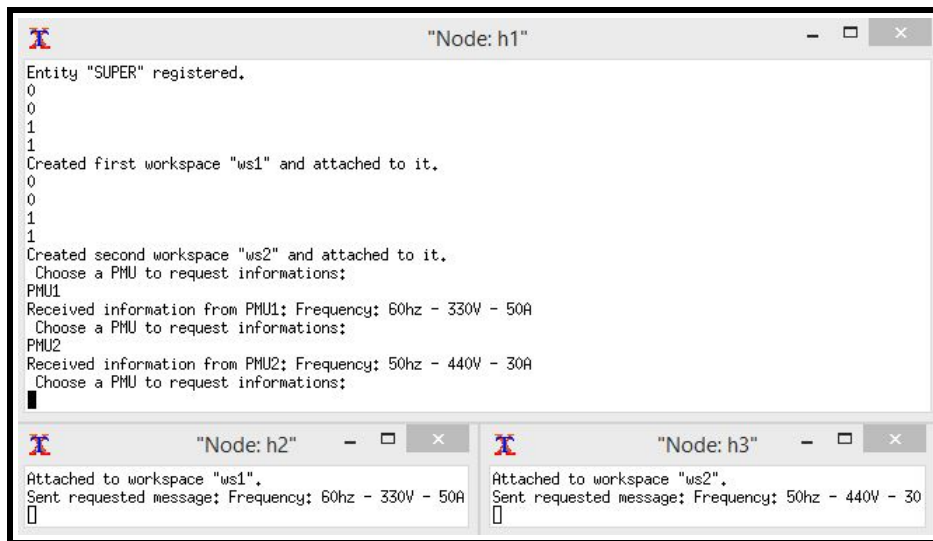 "Node: h1"
Entity "SUPER" registered.
0
0
1
1
Created first workspace "ws1" and attached to it.
0
0
1
1
Created second workspace "ws2" and attached to it.
Choose a PMU to request informations:
PMU1
Received information from PMU1: Frequency: 60hz - 330V - 50A
Choose a PMU to request informations:
PMU2
Received information from PMU2: Frequency: 50hz - 440V - 30A
Choose a PMU to request informations:
"Node: h2"
Attached to workspace "ws1".
Sent requested message: Frequency: 60hz - 330V - 50A
"Node: h3"
Attached to workspace "ws2".
Sent requested message: Frequency: 50hz - 440V - 30